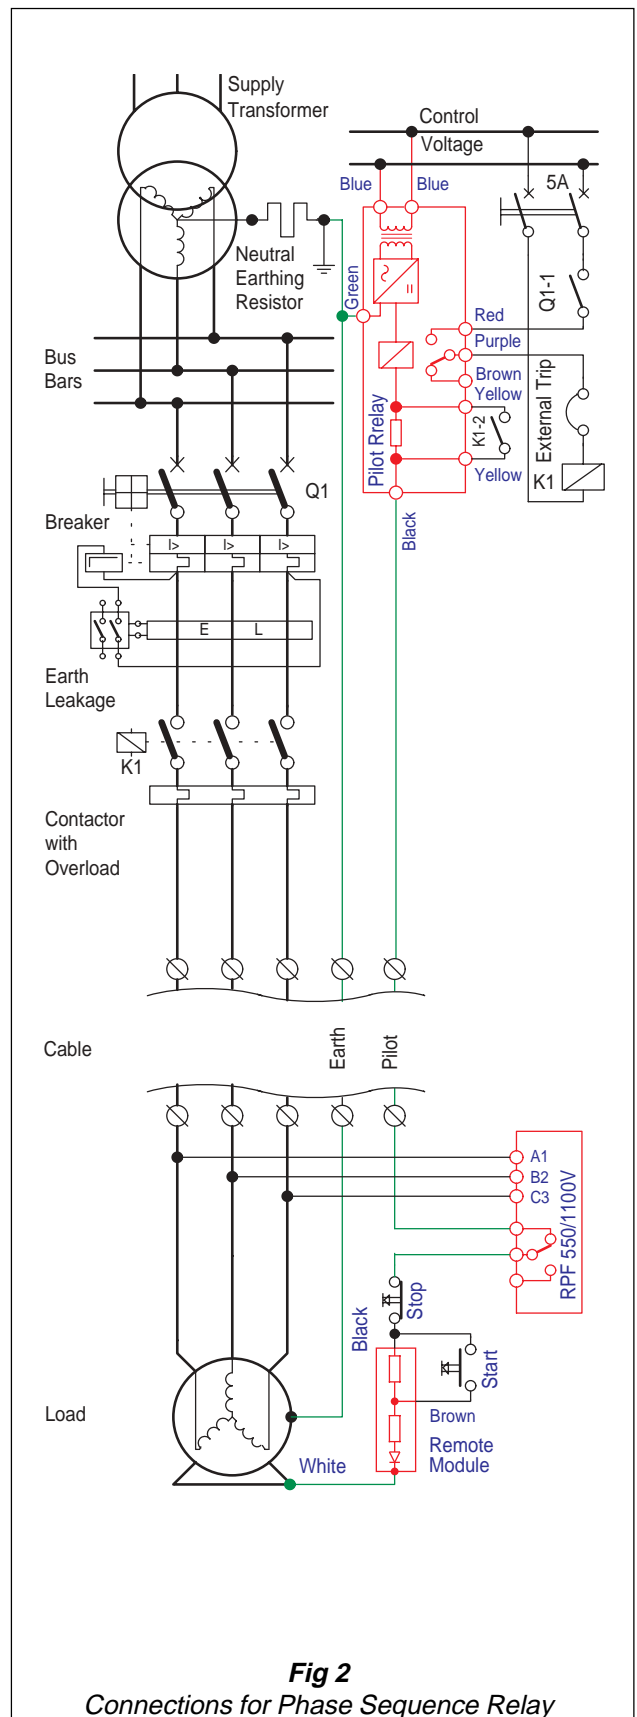 Supply
Transformer
Control
Voltage
Blue
Blue
5A
Neutral
Earthing
Resistor
Green
Q1-1
Red
Purple
Brown
Yellow
Bus
Bars
Pilot Rrelay
K1-2
External Trip
K1
Yellow
Q1
Breaker
Black
I>
I>
I>
E L
Earth
Leakage
K1
Contactor
with
Overload
Cable
Earth
Pilot
A1
B2
C3
RPF 550/1100V
Stop
Black
Start
Load
Brown
Remote
Module
White
Fig 2
Connections for Phase Sequence Relay